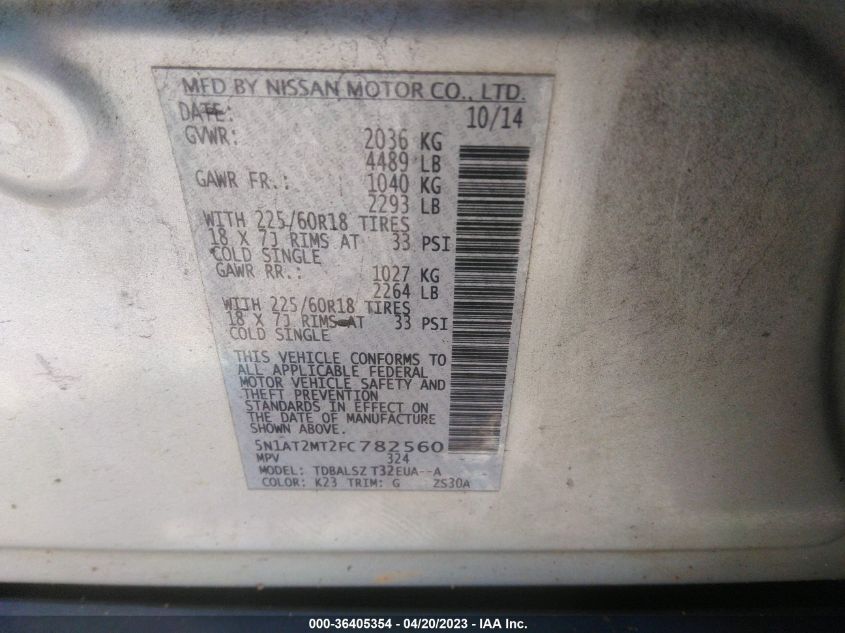 MFD BY NISSAN MOTOR CO., LTD.
DATE: 10/14
GVWR: 2036 KG
4489 LB
GAWR FR.: 1040 KG
2293 LB
WITH 225/60R18 TIRES
18 X 7J RIMS AT 33 PSI
COLD SINGLE
GAWR RR.: 1027 KG
2264 LB
WITH 225/60R18 TIRES
18 X 7J RIMS AT 33 PSI
COLD SINGLE
THIS VEHICLE CONFORMS TO
ALL APPLICABLE FEDERAL
MOTOR VEHICLE SAFETY AND
THEFT PREVENTION
STANDARDS IN EFFECT ON
THE DATE OF MANUFACTURE
SHOWN ABOVE.
5N1AT2MT2FC782560
MPV 324
MODEL: TDBALSZ T32EUA--A
COLOR: K23 TRIM: G ZS30A
000-36405354 - 04/20/2023 - IAA Inc.